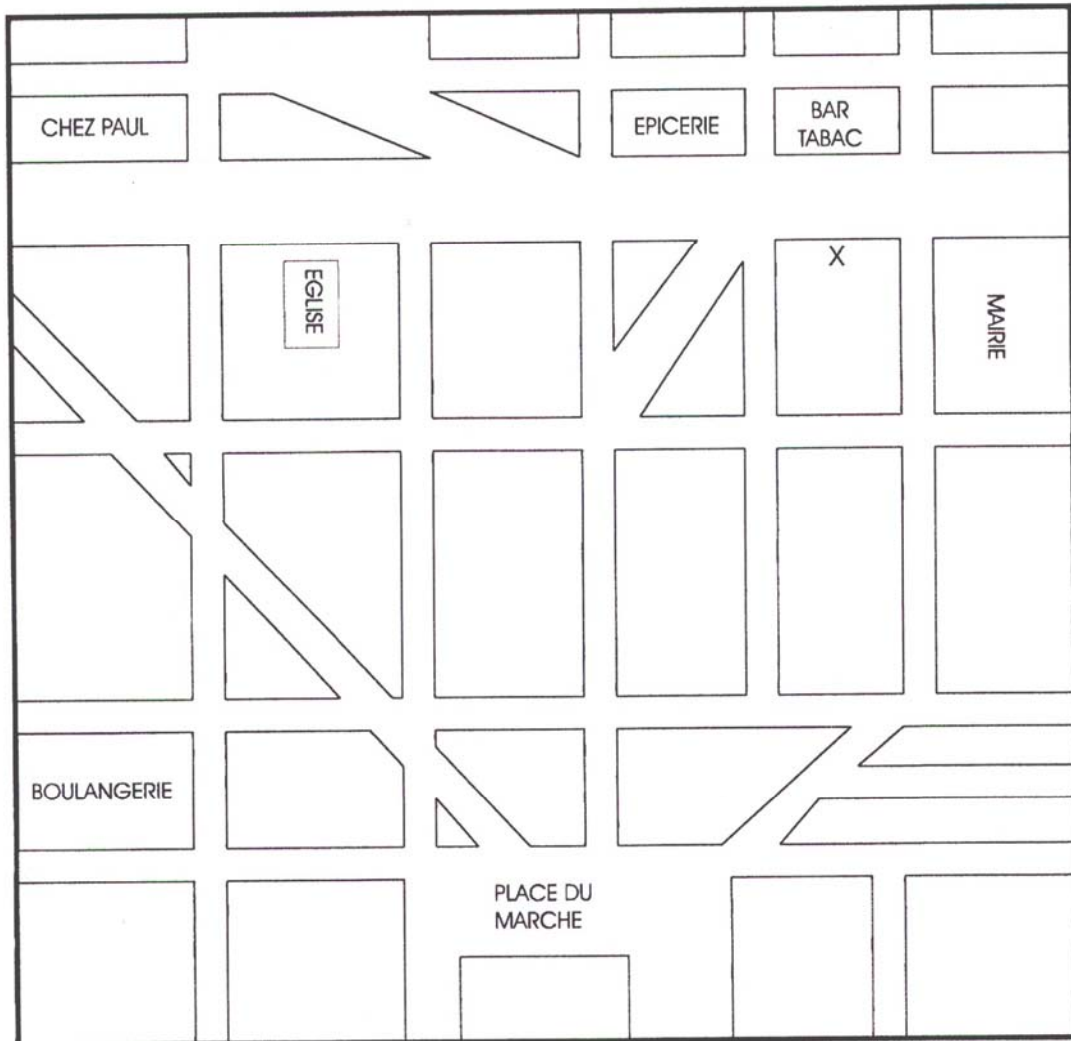 CHEZ PAUL
EPICERIE
BAR
TABAC
EGLISE
X
MAIRIE
BOULANGERIE
PLACE DU
MARCHE